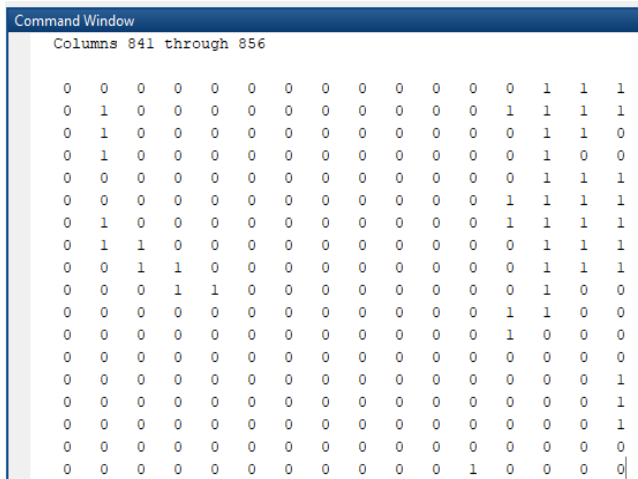 Command Window
Columns 841 through 856
0 0 0 0 0 0 0 0 0 0 0 0 0 1 1 1
0 1 0 0 0 0 0 0 0 0 0 0 1 1 1 1
0 1 0 0 0 0 0 0 0 0 0 0 0 1 1 0
0 1 0 0 0 0 0 0 0 0 0 0 0 1 0 0
0 0 0 0 0 0 0 0 0 0 0 0 0 1 1 1
0 0 0 0 0 0 0 0 0 0 0 0 1 1 1 1
0 1 0 0 0 0 0 0 0 0 0 0 1 1 1 1
0 1 1 0 0 0 0 0 0 0 0 0 0 1 1 1
0 0 1 1 0 0 0 0 0 0 0 0 0 1 1 1
0 0 0 1 1 0 0 0 0 0 0 0 0 1 0 0
0 0 0 0 0 0 0 0 0 0 0 0 1 1 0 0
0 0 0 0 0 0 0 0 0 0 0 0 1 0 0 0
0 0 0 0 0 0 0 0 0 0 0 0 0 0 0 0
0 0 0 0 0 0 0 0 0 0 0 0 0 0 0 1
0 0 0 0 0 0 0 0 0 0 0 0 0 0 0 1
0 0 0 0 0 0 0 0 0 0 0 0 0 0 0 1
0 0 0 0 0 0 0 0 0 0 0 0 0 0 0 0
0 0 0 0 0 0 0 0 0 0 0 1 0 0 0 0